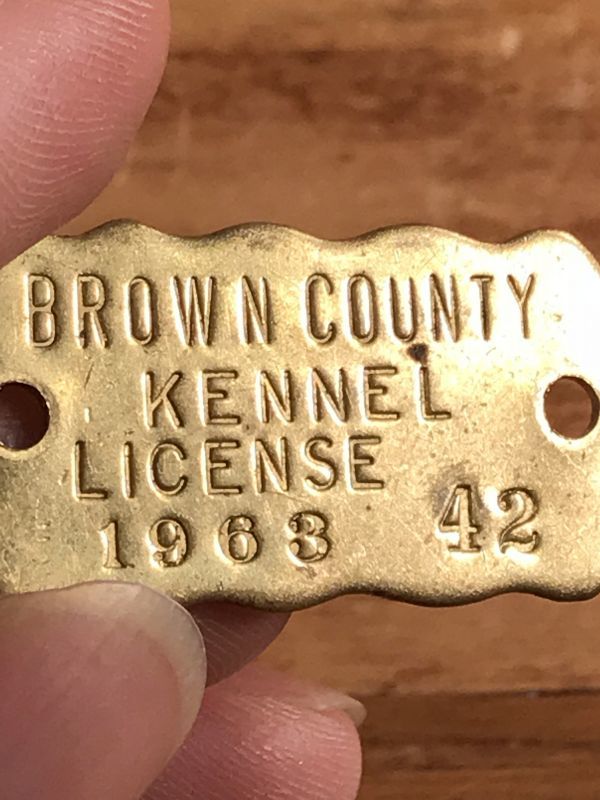 BROWN COUNTY
KENNEL
LICENSE
1963 42